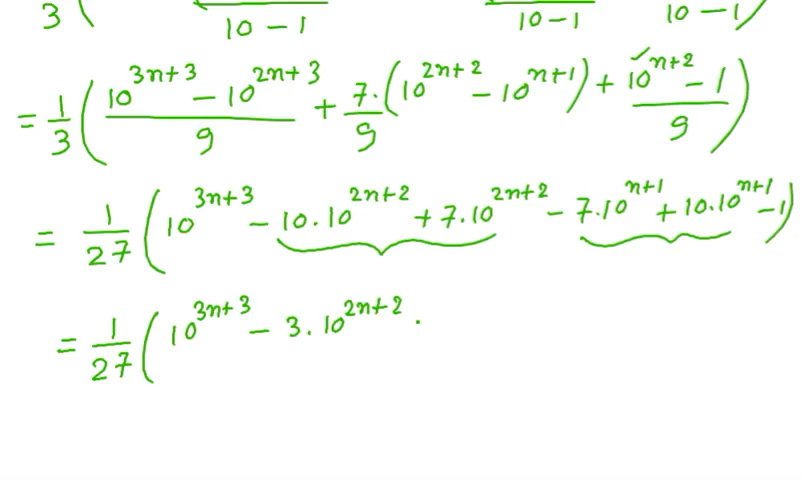 3 ( 10 − 1 10 − 1 10 − 1 )
= 1/3 ( (10^(3n+3) − 10^(2n+3))/9 + 7·/9 (10^(2n+2) − 10^(n+1)) + (10^(n+2) − 1)/9 )
= 1/27 ( 10^(3n+3) − 10·10^(2n+2) + 7·10^(2n+2) − 7·10^(n+1) + 10·10^(n+1) − 1 )
= 1/27 ( 10^(3n+3) − 3·10^(2n+2) .